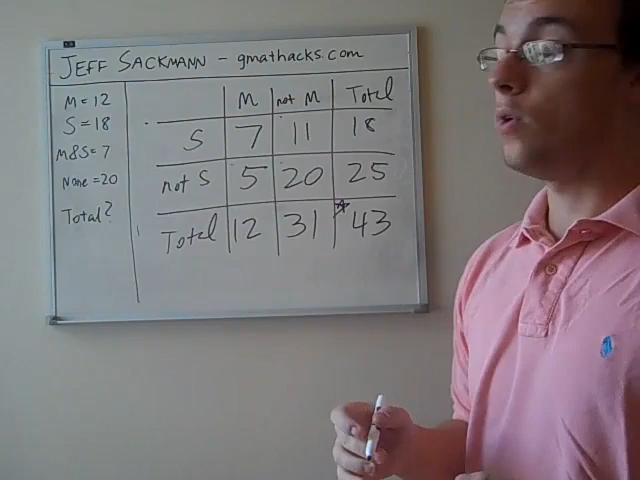 JEFF SACKMANN - gmathacks.com
M = 12
S = 18
M&S = 7
None = 20
Total?
M not M Total
S 7 11 18
not S 5 20 25
Total 12 31 43